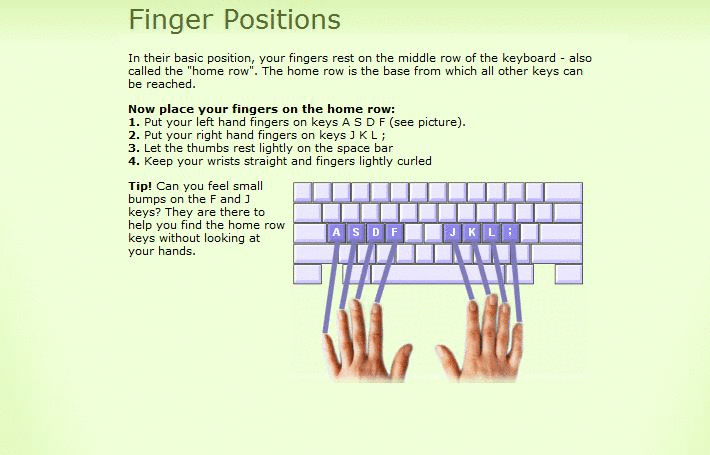 Finger Positions
In their basic position, your fingers rest on the middle row of the keyboard - also
called the "home row". The home row is the base from which all other keys can
be reached.
Now place your fingers on the home row:
1. Put your left hand fingers on keys A S D F (see picture).
2. Put your right hand fingers on keys J K L ;
3. Let the thumbs rest lightly on the space bar
4. Keep your wrists straight and fingers lightly curled
Tip! Can you feel small
bumps on the F and J
keys? They are there to
help you find the home row
keys without looking at
your hands.
A S D F J K L ;